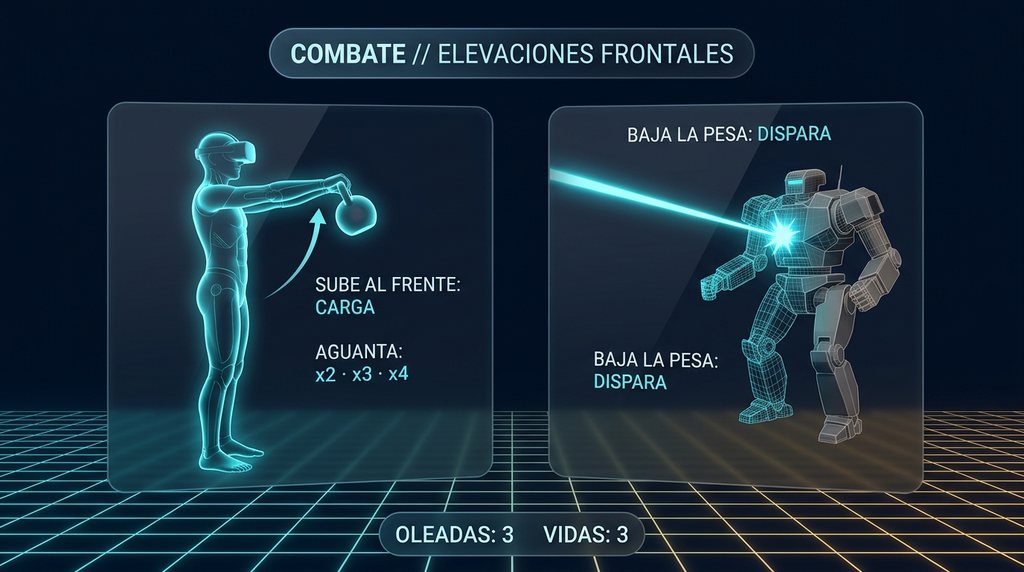 COMBATE // ELEVACIONES FRONTALES
SUBE AL FRENTE:
CARGA
AGUANTA:
x2 · x3 · x4
BAJA LA PESA: DISPARA
BAJA LA PESA:
DISPARA
OLEADAS: 3 VIDAS: 3